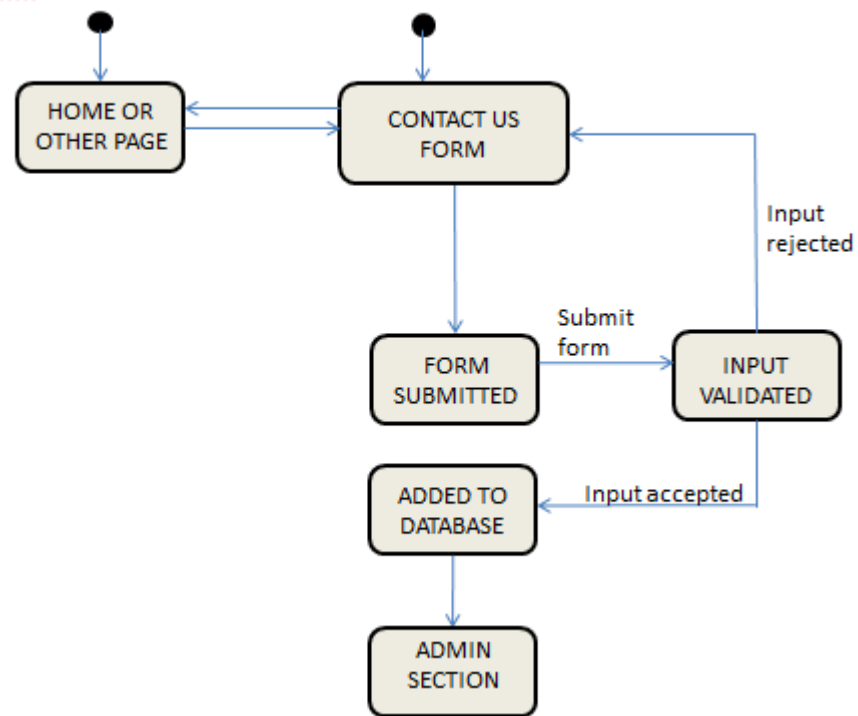 HOME OR
OTHER PAGE
CONTACT US
FORM
Input
rejected
Submit
form
FORM
SUBMITTED
INPUT
VALIDATED
ADDED TO
DATABASE
Input accepted
ADMIN
SECTION